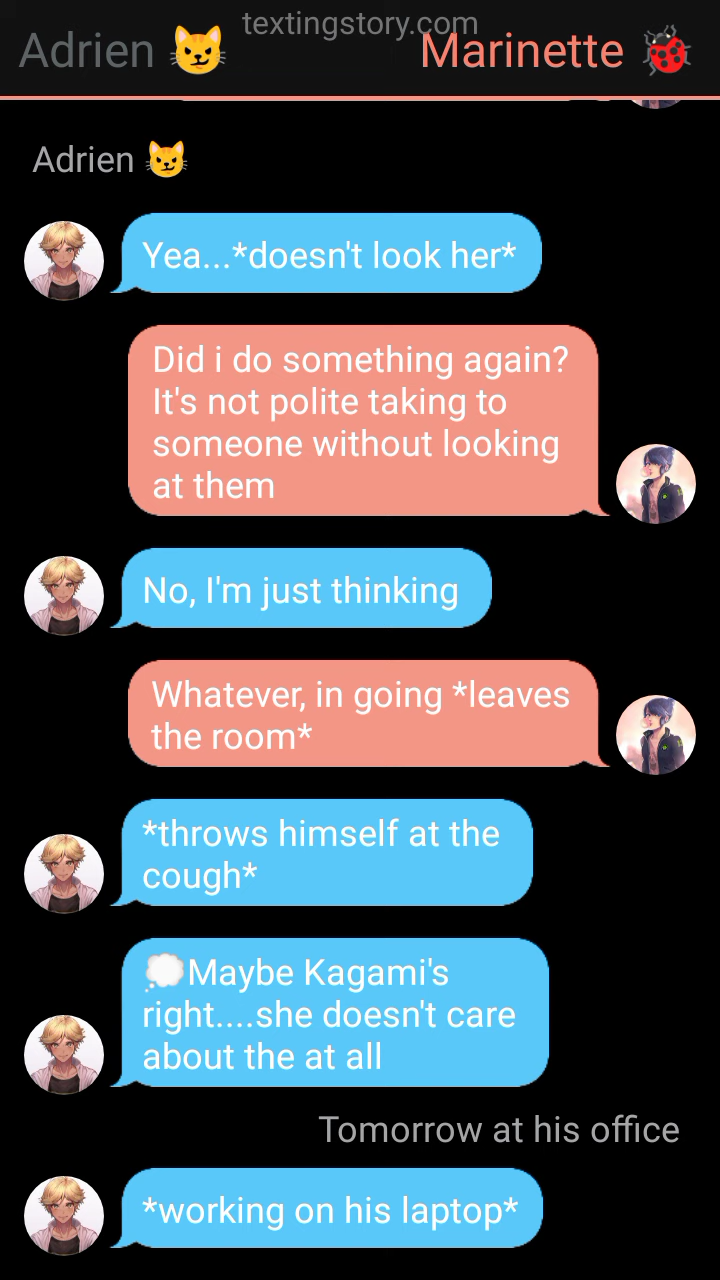 textingstory.com
Adrien 😼 Marinette 🐞
Adrien 😼
Yea...*doesn't look her*
Did i do something again?
It's not polite taking to
someone without looking
at them
No, I'm just thinking
Whatever, in going *leaves
the room*
*throws himself at the
cough*
💭Maybe Kagami's
right....she doesn't care
about the at all
Tomorrow at his office
*working on his laptop*